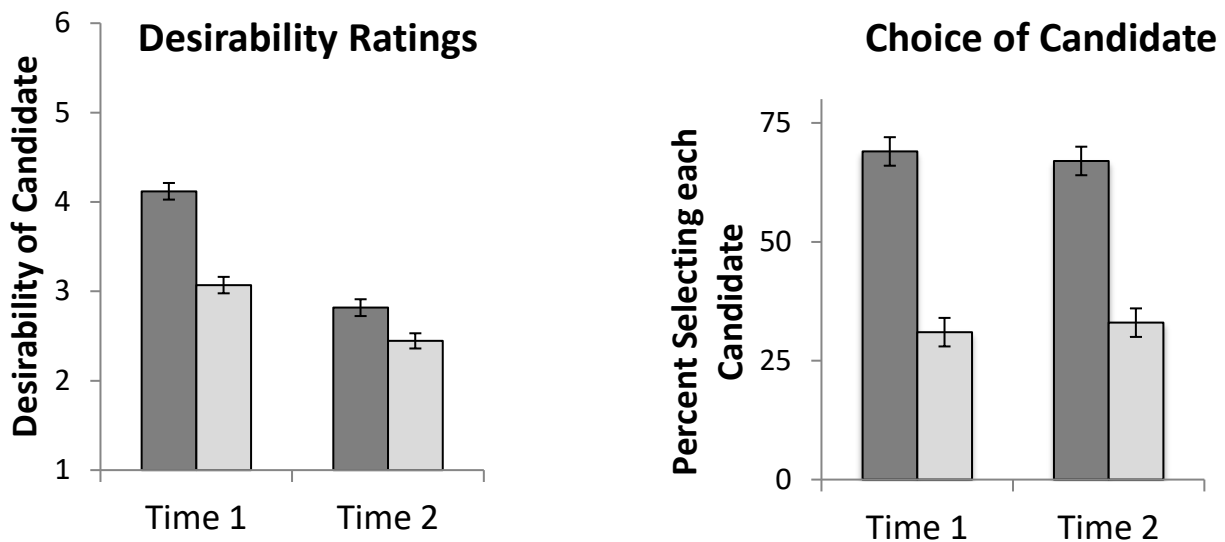 Desirability Ratings
Desirability of Candidate
6
5
4
3
2
1
Time 1
Time 2
Choice of Candidate
Percent Selecting each
Candidate
75
50
25
0
Time 1
Time 2